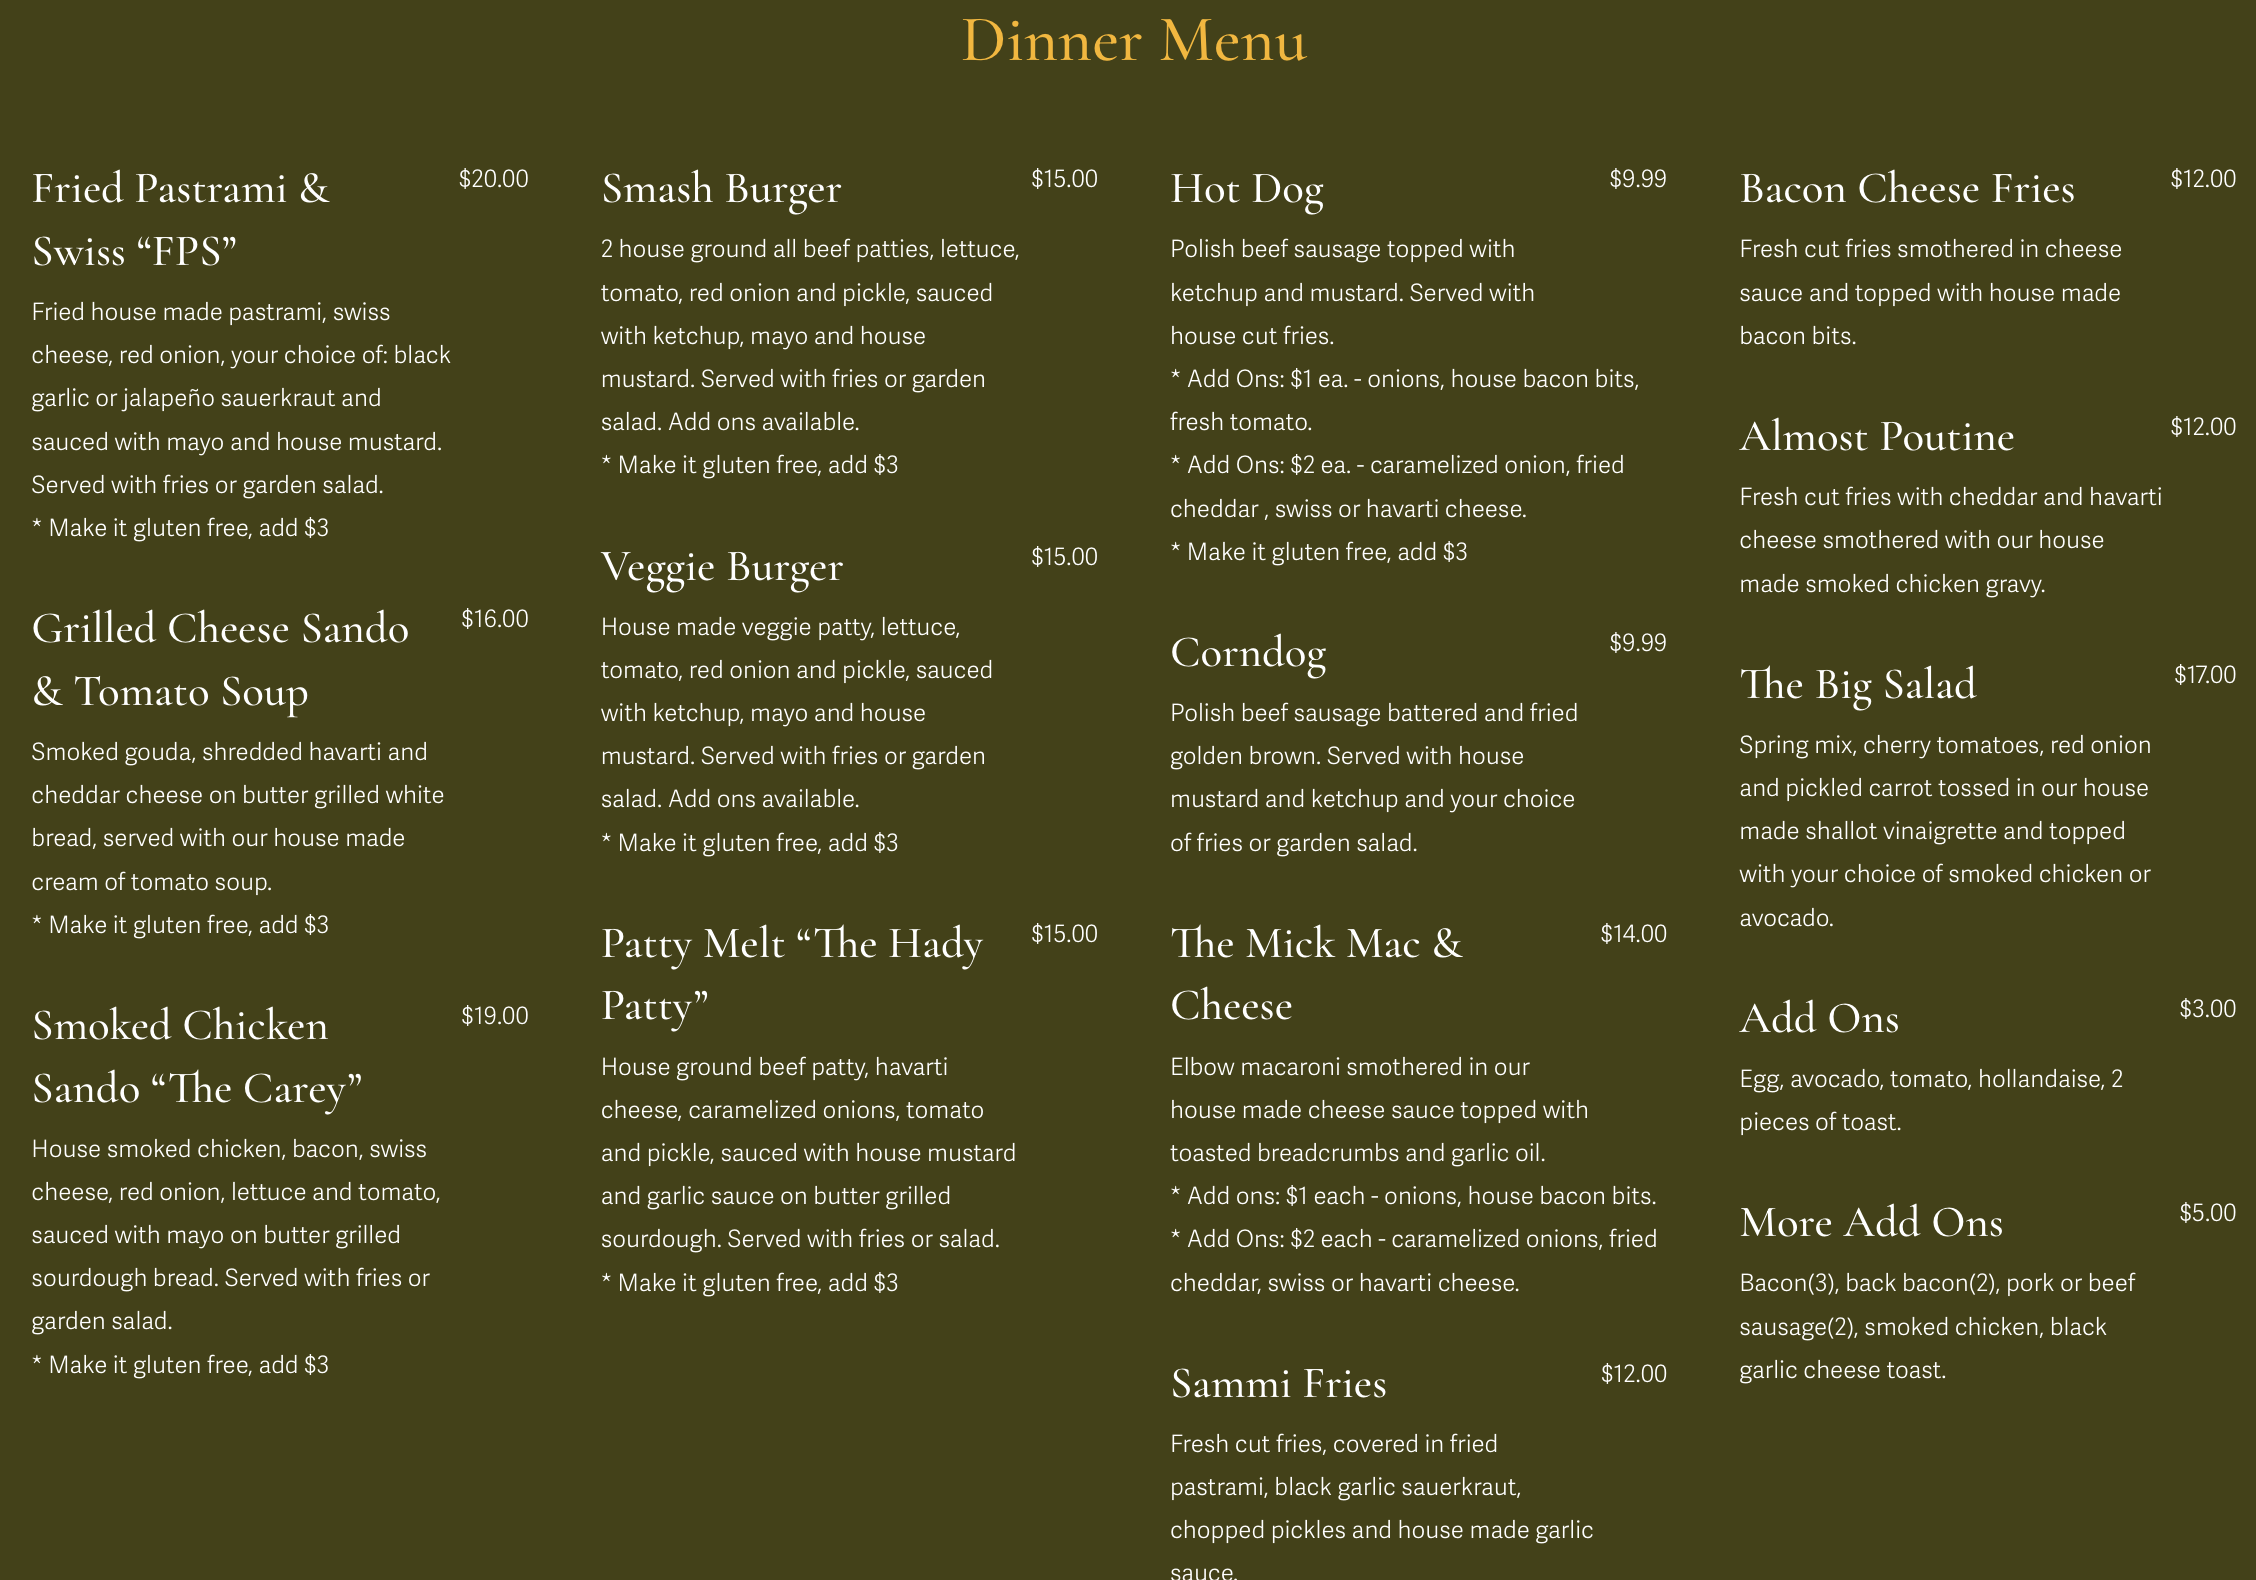 Dinner Menu
Fried Pastrami &
Swiss “FPS”
$20.00
Fried house made pastrami, swiss
cheese, red onion, your choice of: black
garlic or jalapeño sauerkraut and
sauced with mayo and house mustard.
Served with fries or garden salad.
* Make it gluten free, add $3
Grilled Cheese Sando
& Tomato Soup
$16.00
Smoked gouda, shredded havarti and
cheddar cheese on butter grilled white
bread, served with our house made
cream of tomato soup.
* Make it gluten free, add $3
Smoked Chicken
Sando “The Carey”
$19.00
House smoked chicken, bacon, swiss
cheese, red onion, lettuce and tomato,
sauced with mayo on butter grilled
sourdough bread. Served with fries or
garden salad.
* Make it gluten free, add $3
Smash Burger
$15.00
2 house ground all beef patties, lettuce,
tomato, red onion and pickle, sauced
with ketchup, mayo and house
mustard. Served with fries or garden
salad. Add ons available.
* Make it gluten free, add $3
Veggie Burger
$15.00
House made veggie patty, lettuce,
tomato, red onion and pickle, sauced
with ketchup, mayo and house
mustard. Served with fries or garden
salad. Add ons available.
* Make it gluten free, add $3
Patty Melt “The Hady
Patty”
$15.00
House ground beef patty, havarti
cheese, caramelized onions, tomato
and pickle, sauced with house mustard
and garlic sauce on butter grilled
sourdough. Served with fries or salad.
* Make it gluten free, add $3
Hot Dog
$9.99
Polish beef sausage topped with
ketchup and mustard. Served with
house cut fries.
* Add Ons: $1 ea. - onions, house bacon bits,
fresh tomato.
* Add Ons: $2 ea. - caramelized onion, fried
cheddar , swiss or havarti cheese.
* Make it gluten free, add $3
Corndog
$9.99
Polish beef sausage battered and fried
golden brown. Served with house
mustard and ketchup and your choice
of fries or garden salad.
The Mick Mac &
Cheese
$14.00
Elbow macaroni smothered in our
house made cheese sauce topped with
toasted breadcrumbs and garlic oil.
* Add ons: $1 each - onions, house bacon bits.
* Add Ons: $2 each - caramelized onions, fried
cheddar, swiss or havarti cheese.
Sammi Fries
$12.00
Fresh cut fries, covered in fried
pastrami, black garlic sauerkraut,
chopped pickles and house made garlic
sauce.
Bacon Cheese Fries
$12.00
Fresh cut fries smothered in cheese
sauce and topped with house made
bacon bits.
Almost Poutine
$12.00
Fresh cut fries with cheddar and havarti
cheese smothered with our house
made smoked chicken gravy.
The Big Salad
$17.00
Spring mix, cherry tomatoes, red onion
and pickled carrot tossed in our house
made shallot vinaigrette and topped
with your choice of smoked chicken or
avocado.
Add Ons
$3.00
Egg, avocado, tomato, hollandaise, 2
pieces of toast.
More Add Ons
$5.00
Bacon(3), back bacon(2), pork or beef
sausage(2), smoked chicken, black
garlic cheese toast.